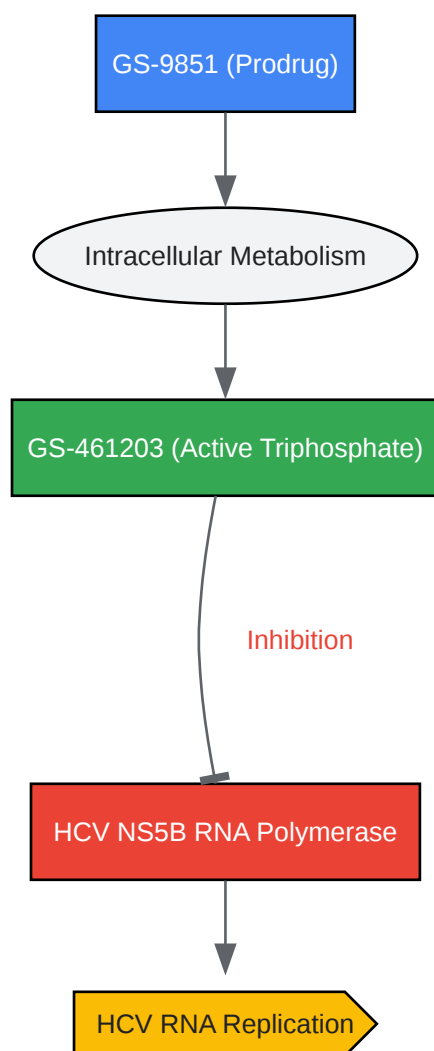 GS-9851 (Prodrug)
Intracellular Metabolism
GS-461203 (Active Triphosphate)
Inhibition
HCV NS5B RNA Polymerase
HCV RNA Replication